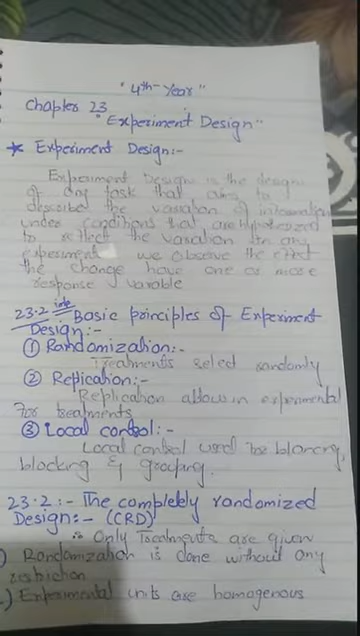 "4th-Year"
Chapter 23
"Experiment Design"
* Experiment Design:-
Experiment Design is the design
of any task that aims to
describe the variation of information
under conditions that are hypothesized
to reflect the variation In any
experiment we observe the effect
the change have one or more
response variable
23.2 Basic principles of Experiment
Design:-
① Randomization:-
Treatments select randomly
② Replication:-
Replication allows in experimental
For treatments
③ Local control:-
Local control used for blancing,
blocking & grouping.
23.2:- The completely randomized
Design:- (CRD)
Only Treatments are given
) Randomization is done without any
restriction
) Experimental units are homogenous